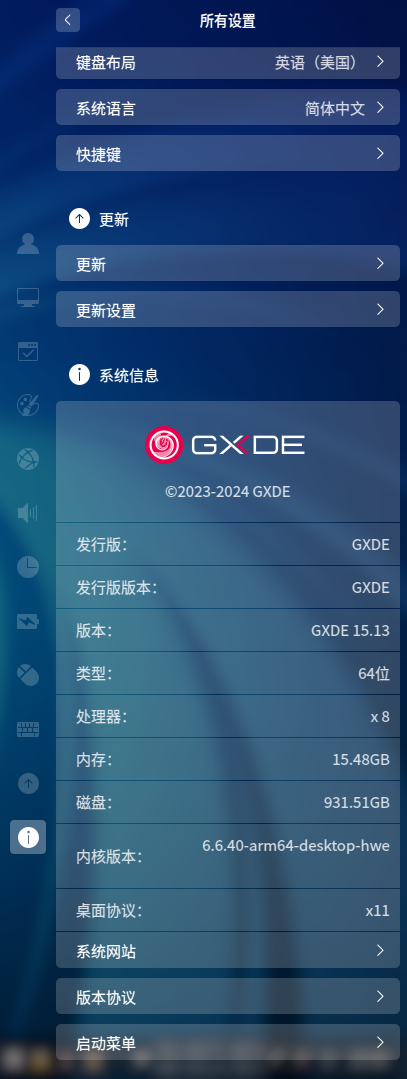 所有设置
键盘布局 英语（美国）
系统语言 简体中文
快捷键
更新
更新
更新设置
系统信息
GXDE
©2023-2024 GXDE
发行版： GXDE
发行版版本： GXDE
版本： GXDE 15.13
类型： 64位
处理器： x 8
内存： 15.48GB
磁盘： 931.51GB
内核版本： 6.6.40-arm64-desktop-hwe
桌面协议： x11
系统网站
版本协议
启动菜单